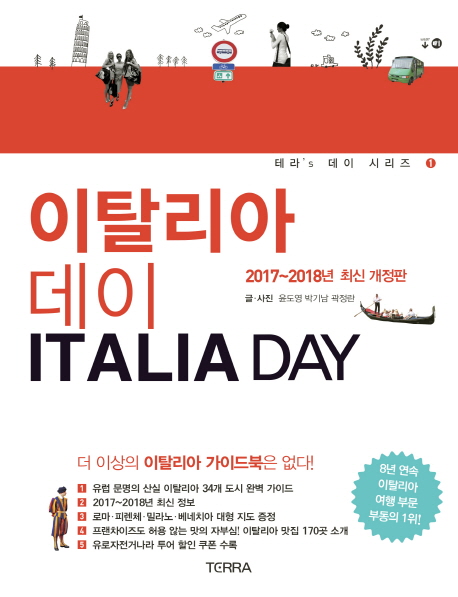 테라's 데이 시리즈 1
이탈리아
데이
2017~2018년 최신 개정판
글·사진 윤도영 박기남 곽정란
ITALIA DAY
더 이상의 이탈리아 가이드북은 없다!
1 유럽 문명의 산실 이탈리아 34개 도시 완벽 가이드
2 2017~2018년 최신 정보
3 로마·피렌체·밀라노·베네치아 대형 지도 증정
4 프랜차이즈도 허용 않는 맛의 자부심! 이탈리아 맛집 170곳 소개
5 유로자전거나라 투어 할인 쿠폰 수록
8년 연속
이탈리아
여행 부문
부동의 1위!
TERRA